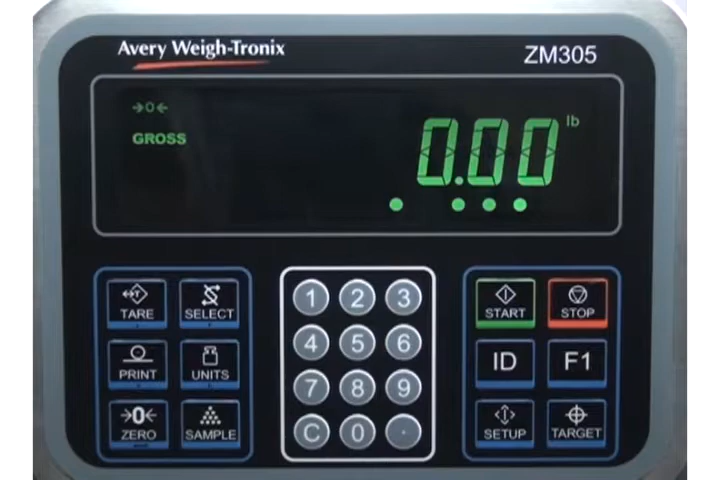 Avery Weigh-Tronix
ZM305
→0←
GROSS
0.00 lb
TARE
SELECT
PRINT
UNITS
→0←
ZERO
SAMPLE
1 2 3
4 5 6
7 8 9
C 0 .
START
STOP
ID
F1
SETUP
TARGET